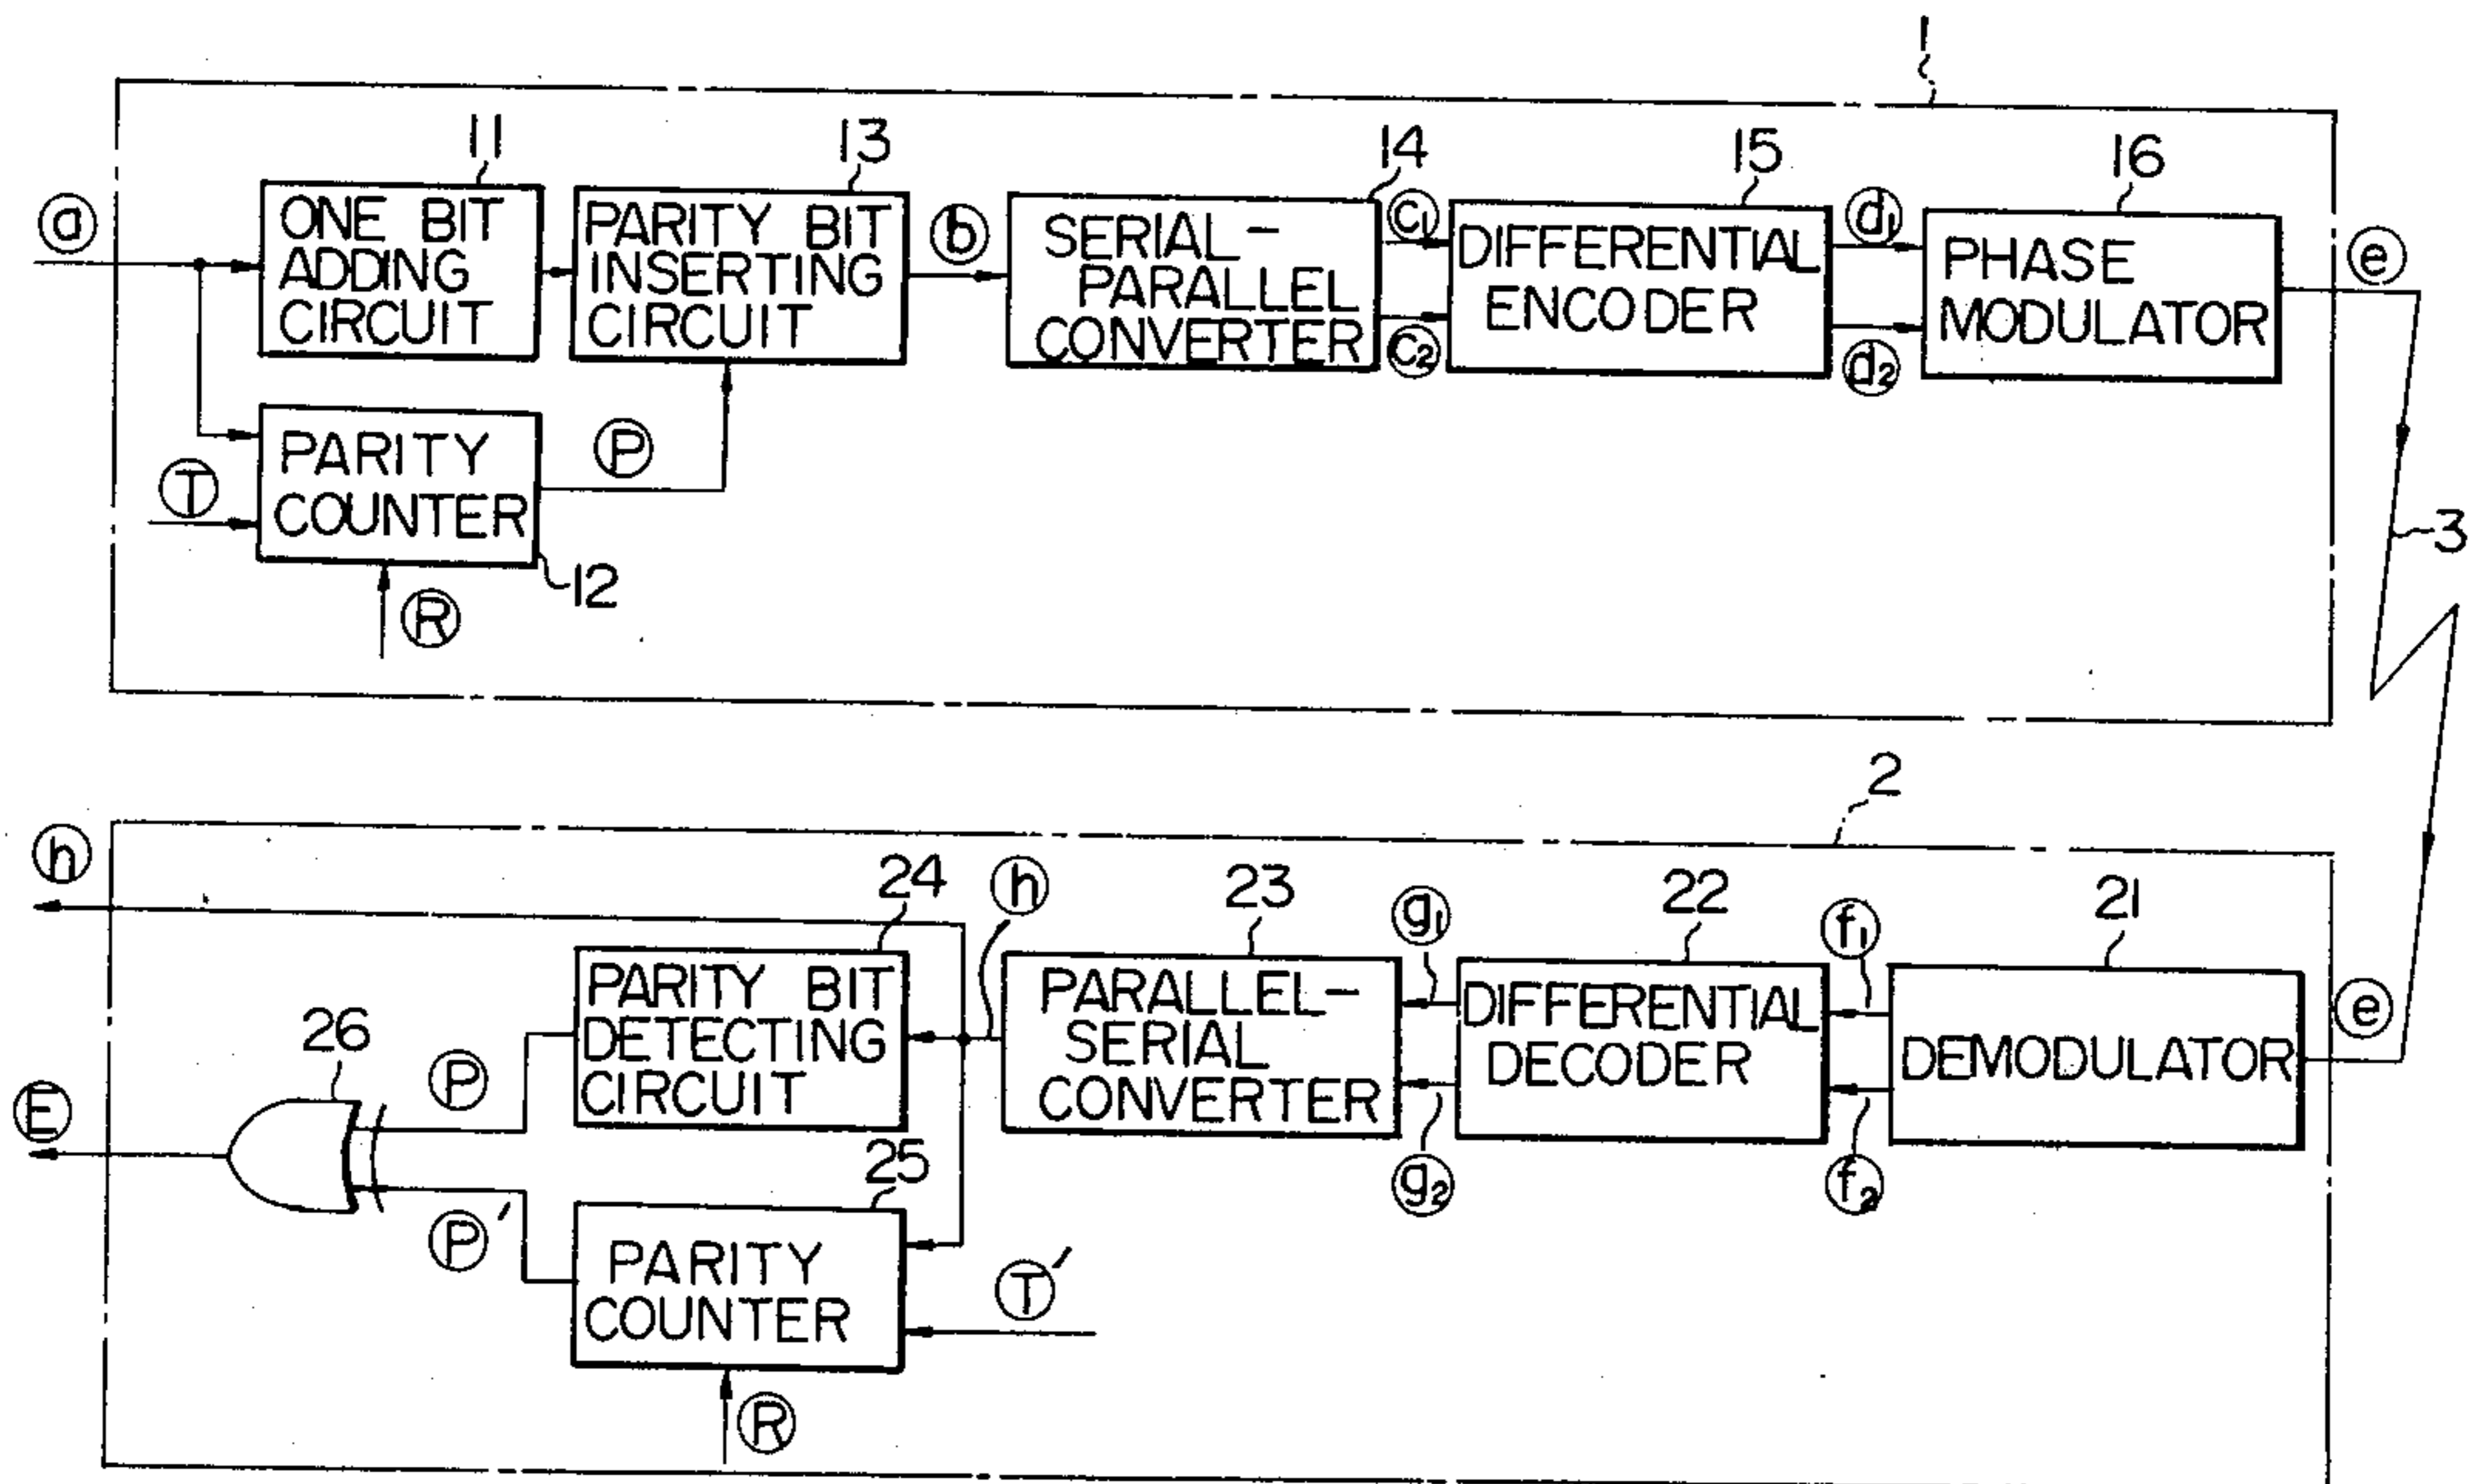 1
11
13
14
15
16
a
ONE BIT
ADDING
CIRCUIT
PARITY BIT
INSERTING
CIRCUIT
b
SERIAL-
PARALLEL
CONVERTER
c1
c2
DIFFERENTIAL
ENCODER
d1
d2
PHASE
MODULATOR
e
T
PARITY
COUNTER
P
12
R
3
2
h
24
h
23
g1
22
f1
21
PARITY BIT
DETECTING
CIRCUIT
PARALLEL-
SERIAL
CONVERTER
DIFFERENTIAL
DECODER
DEMODULATOR
e
26
P
E
g2
f2
25
P'
PARITY
COUNTER
T'
R